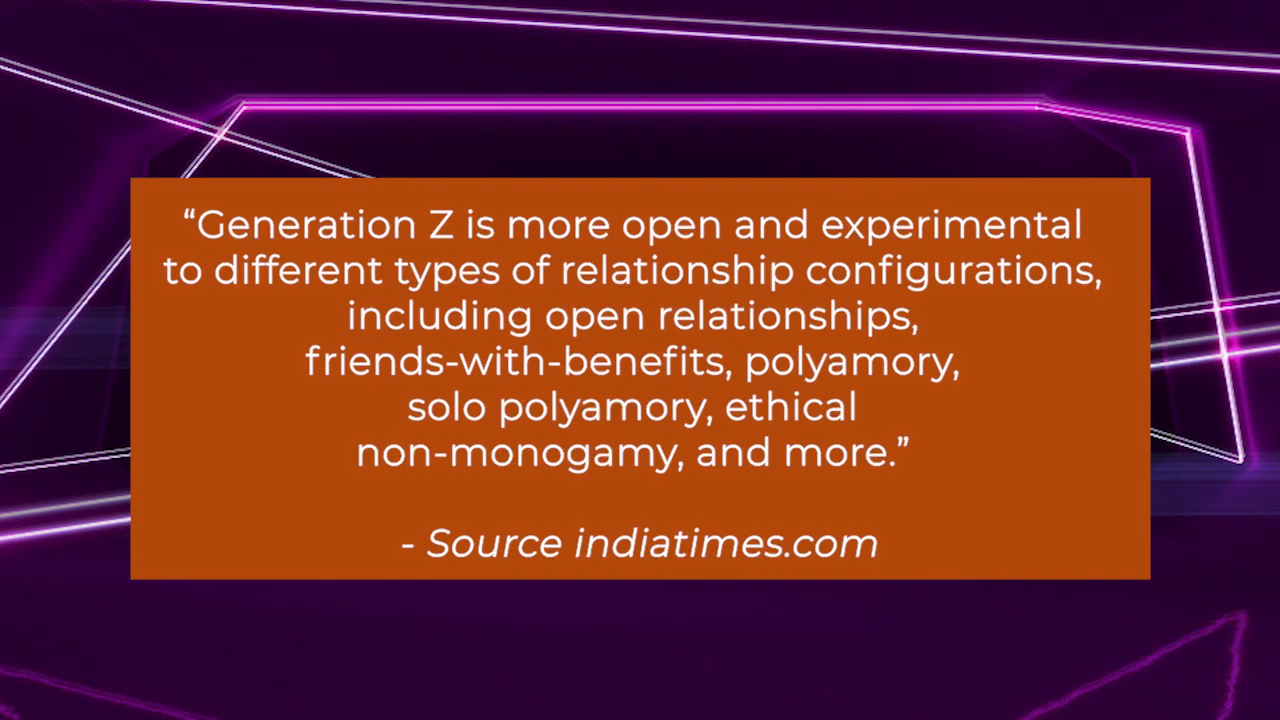 “Generation Z is more open and experimental
to different types of relationship configurations,
including open relationships,
friends-with-benefits, polyamory,
solo polyamory, ethical
non-monogamy, and more.”
- Source indiatimes.com